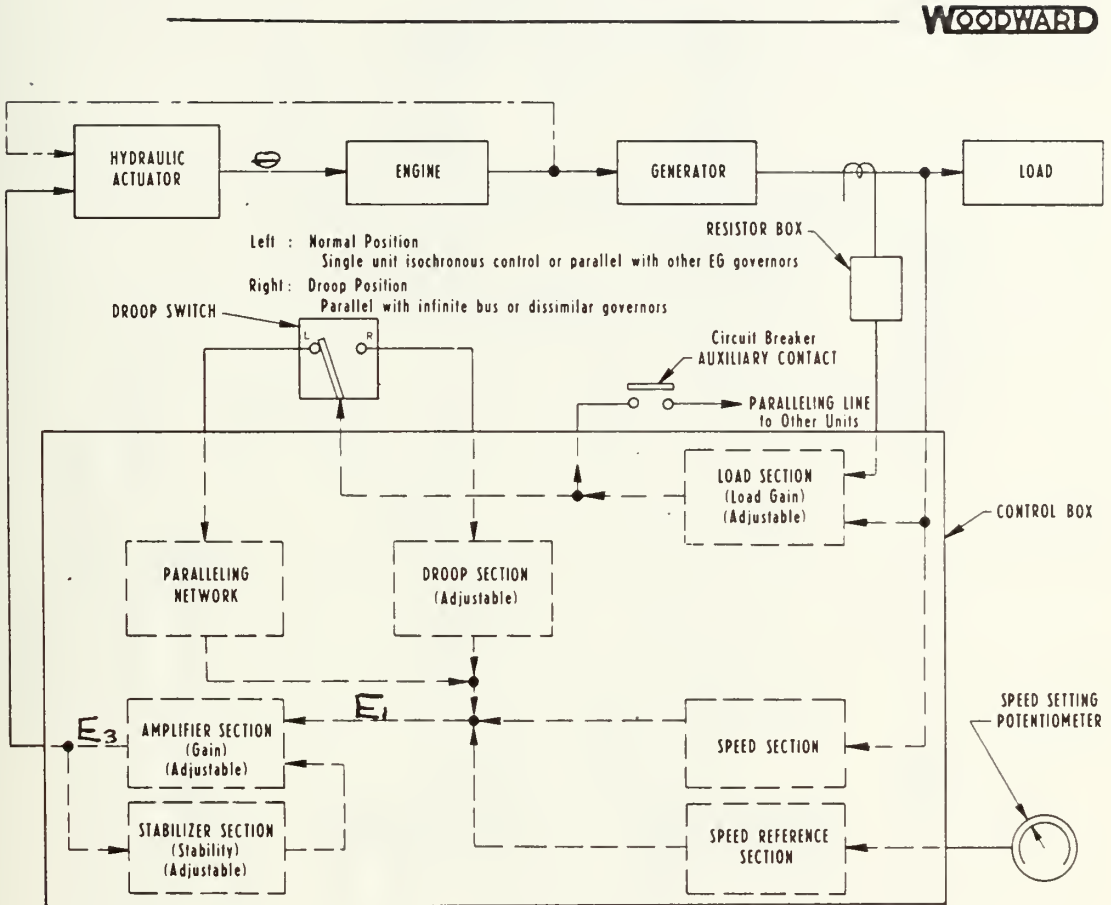 WOODWARD
HYDRAULIC
ACTUATOR
θ
ENGINE
GENERATOR
LOAD
RESISTOR BOX
Left : Normal Position
Single unit isochronous control or parallel with other EG governors
Right : Droop Position
Parallel with infinite bus or dissimilar governors
DROOP SWITCH
L
R
Circuit Breaker
AUXILIARY CONTACT
PARALLELING LINE
to Other Units
LOAD SECTION
(Load Gain)
(Adjustable)
CONTROL BOX
PARALLELING
NETWORK
DROOP SECTION
(Adjustable)
E3
AMPLIFIER SECTION
(Gain)
(Adjustable)
E1
SPEED SECTION
SPEED SETTING
POTENTIOMETER
STABILIZER SECTION
(Stability)
(Adjustable)
SPEED REFERENCE
SECTION